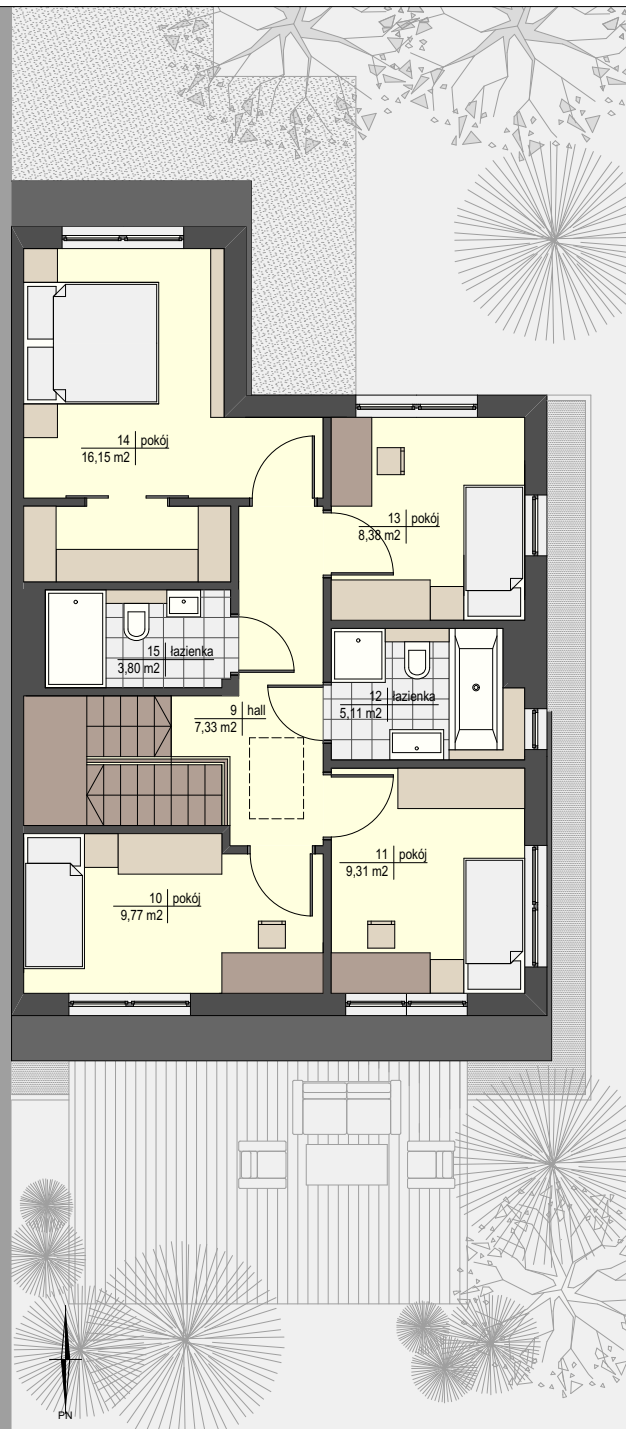 14 pokój
16,15 m2
13 pokój
8,38 m2
15 łazienka
3,80 m2
12 łazienka
5,11 m2
9 hall
7,33 m2
11 pokój
9,31 m2
10 pokój
9,77 m2
PN